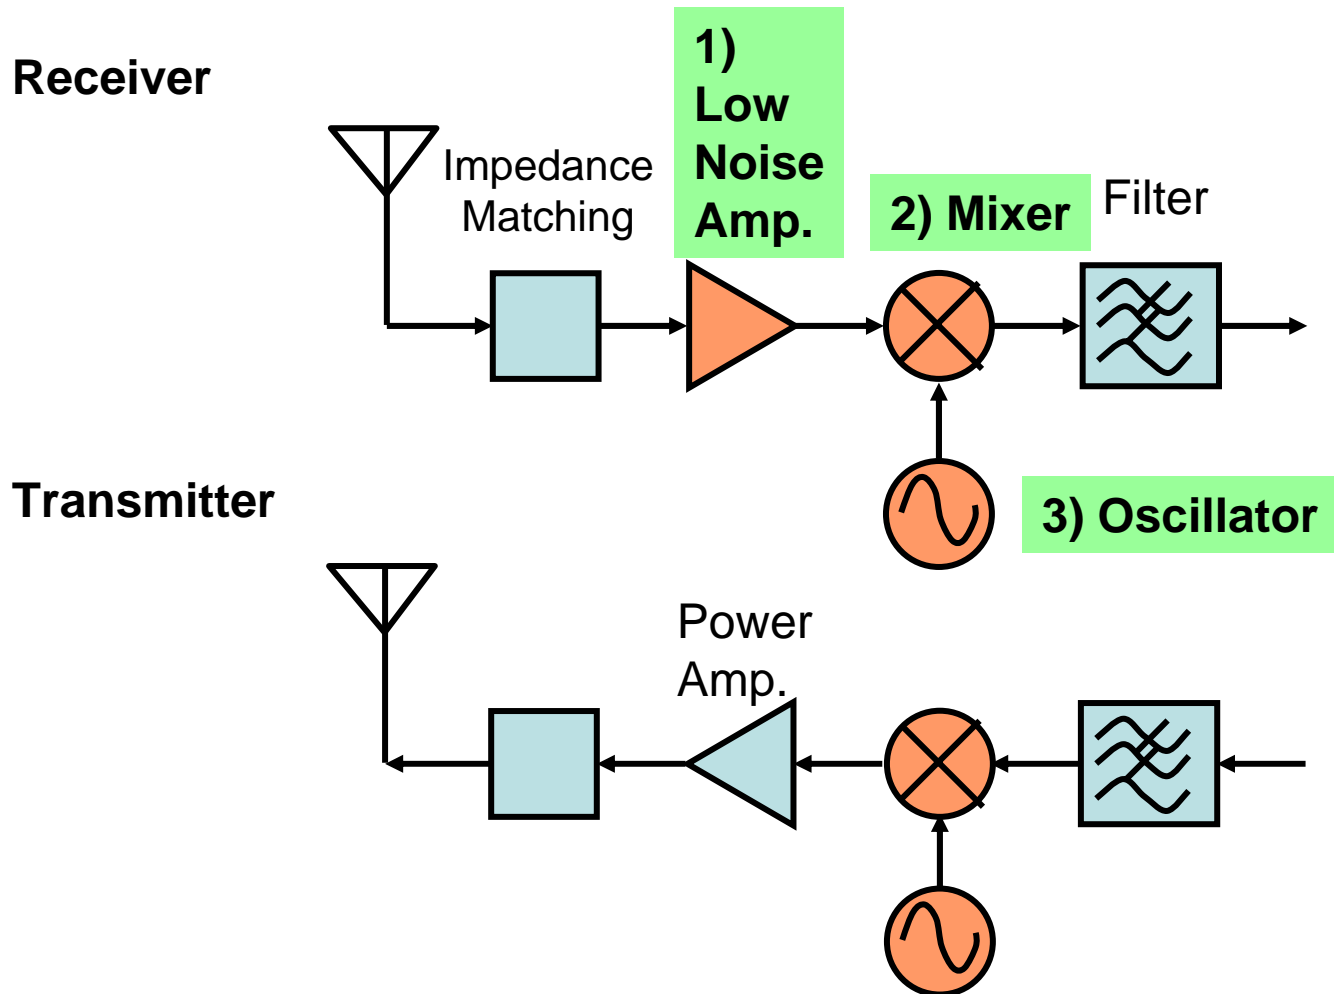 Receiver
1)
Low
Noise
Amp.
Impedance
Matching
2) Mixer
Filter
3) Oscillator
Transmitter
Power
Amp.